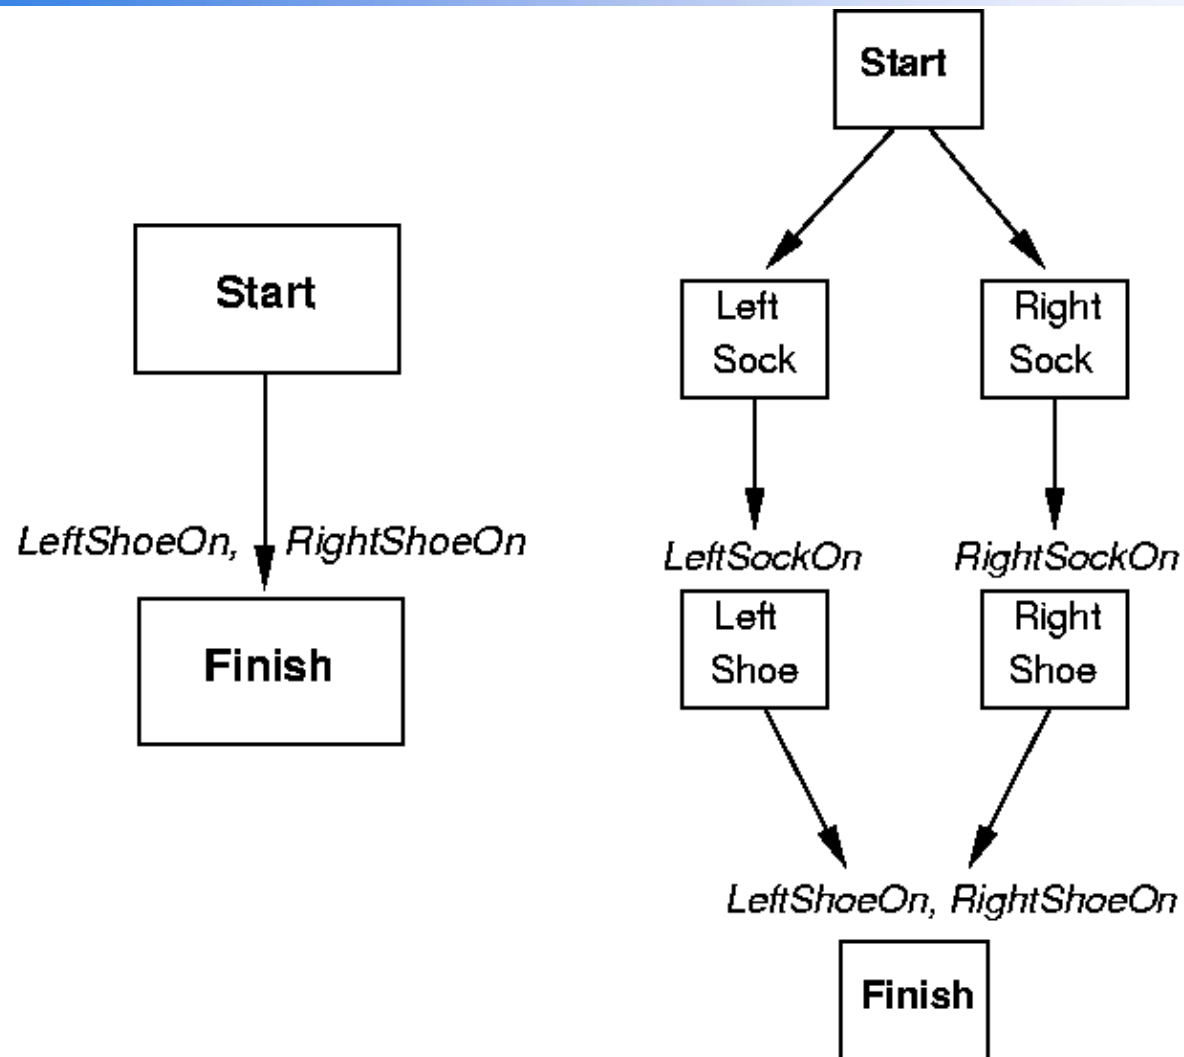 Start
LeftShoeOn, RightShoeOn
Finish
Start
Left
Sock
Right
Sock
LeftSockOn
RightSockOn
Left
Shoe
Right
Shoe
LeftShoeOn, RightShoeOn
Finish